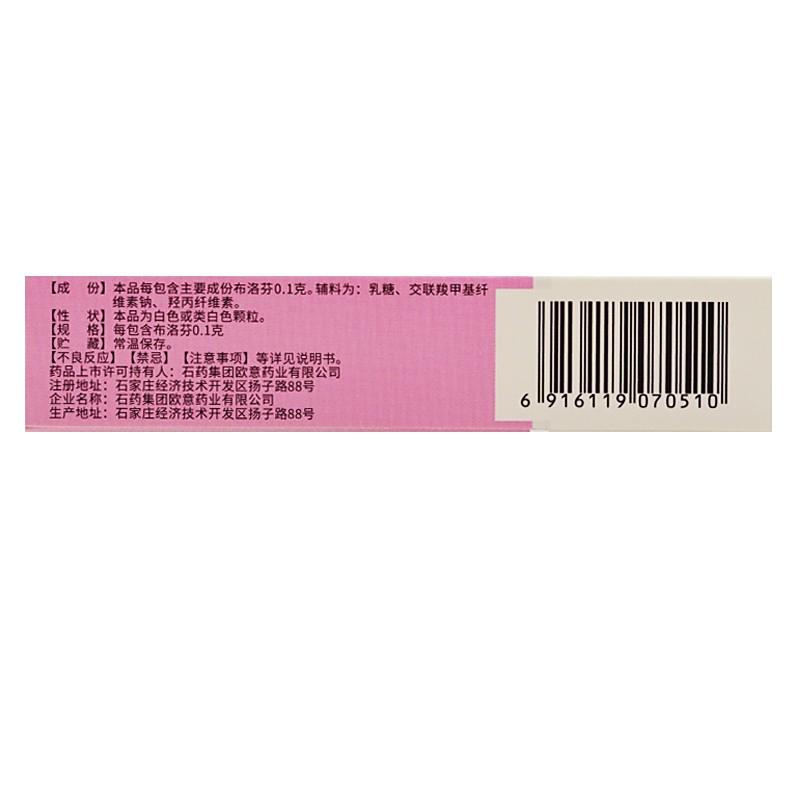 【成 份】本品每包含主要成份布洛芬0.1克。辅料为：乳糖、交联羧甲基纤
维素钠、羟丙纤维素。
【性 状】本品为白色或类白色颗粒。
【规 格】每包含布洛芬0.1克
【贮 藏】常温保存。
【不良反应】【禁忌】【注意事项】等详见说明书。
药品上市许可持有人：石药集团欧意药业有限公司
注册地址：石家庄经济技术开发区扬子路88号
企业名称：石药集团欧意药业有限公司
生产地址：石家庄经济技术开发区扬子路88号
6 916119 070510